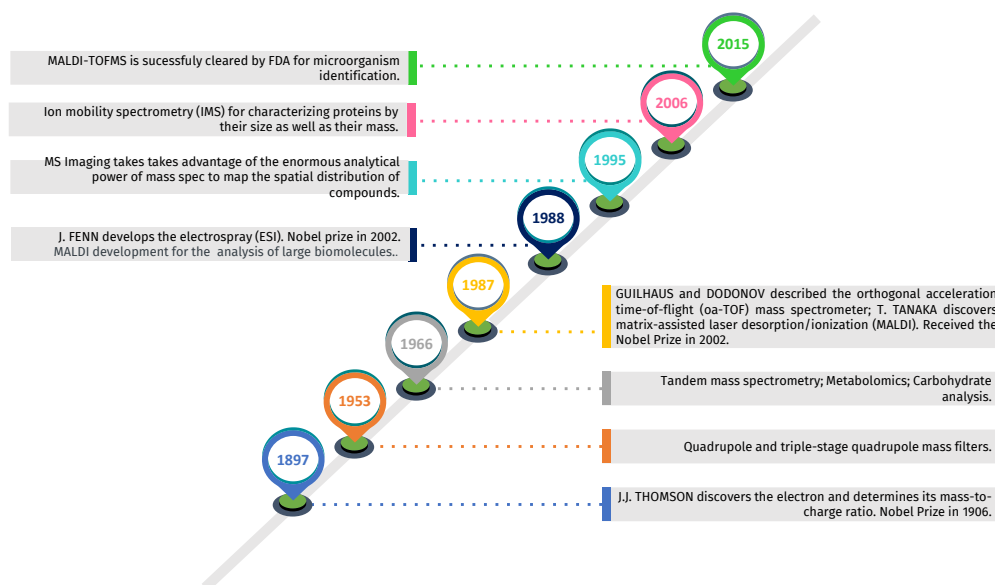 2015
MALDI-TOFMS is sucessfuly cleared by FDA for microorganism
identification.
2006
Ion mobility spectrometry (IMS) for characterizing proteins by
their size as well as their mass.
1995
MS Imaging takes takes advantage of the enormous analytical
power of mass spec to map the spatial distribution of
compounds.
1988
J. FENN develops the electrospray (ESI). Nobel prize in 2002.
MALDI development for the analysis of large biomolecules..
1987
GUILHAUS and DODONOV described the orthogonal acceleration
time-of-flight (oa-TOF) mass spectrometer; T. TANAKA discovers
matrix-assisted laser desorption/ionization (MALDI). Received the
Nobel Prize in 2002.
1966
Tandem mass spectrometry; Metabolomics; Carbohydrate
analysis.
1953
Quadrupole and triple-stage quadrupole mass filters.
1897
J.J. THOMSON discovers the electron and determines its mass-to-
charge ratio. Nobel Prize in 1906.